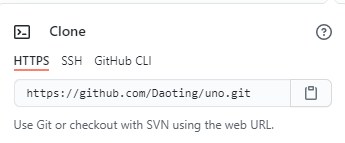 Clone
HTTPS SSH GitHub CLI
https://github.com/Daoting/uno.git
Use Git or checkout with SVN using the web URL.